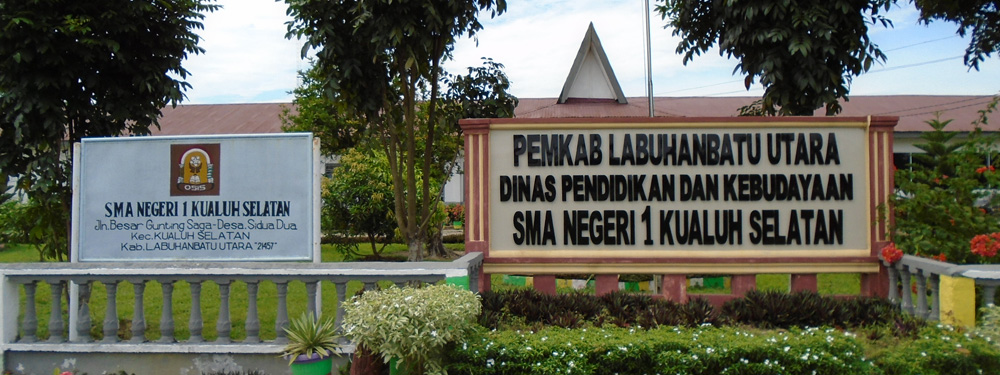 OSIS
SMA NEGERI 1 KUALUH SELATAN
Jln.Besar Gunting Saga-Desa. Sidua Dua
Kec.KUALUH SELATAN
Kab.LABUHANBATU UTARA "21457"
PEMKAB LABUHANBATU UTARA
DINAS PENDIDIKAN DAN KEBUDAYAAN
SMA NEGERI 1 KUALUH SELATAN